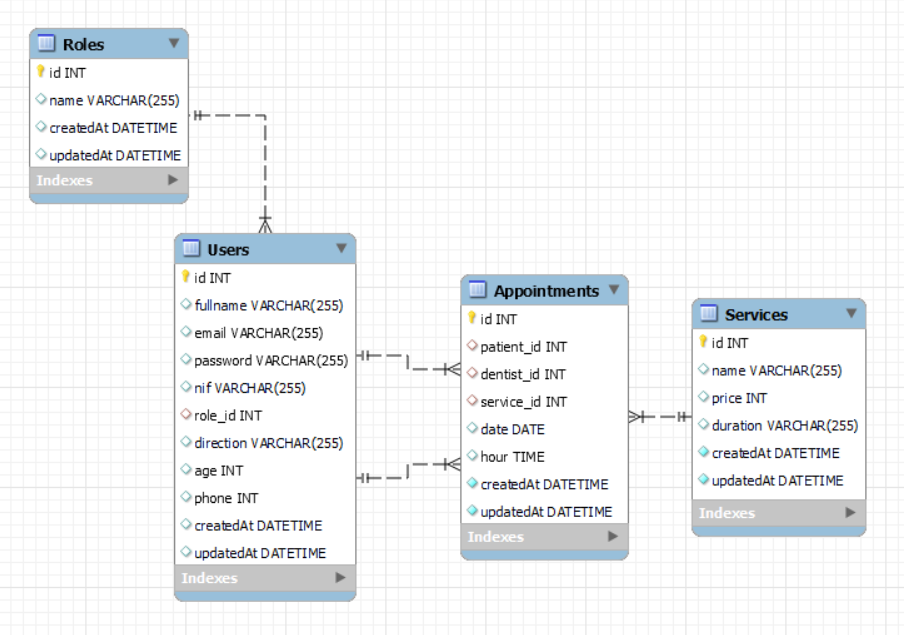 Roles
id INT
name VARCHAR(255)
createdAt DATETIME
updatedAt DATETIME
Indexes
Users
id INT
fullname VARCHAR(255)
email VARCHAR(255)
password VARCHAR(255)
nif VARCHAR(255)
role_id INT
direction VARCHAR(255)
age INT
phone INT
createdAt DATETIME
updatedAt DATETIME
Indexes
Appointments
id INT
patient_id INT
dentist_id INT
service_id INT
date DATE
hour TIME
createdAt DATETIME
updatedAt DATETIME
Indexes
Services
id INT
name VARCHAR(255)
price INT
duration VARCHAR(255)
createdAt DATETIME
updatedAt DATETIME
Indexes